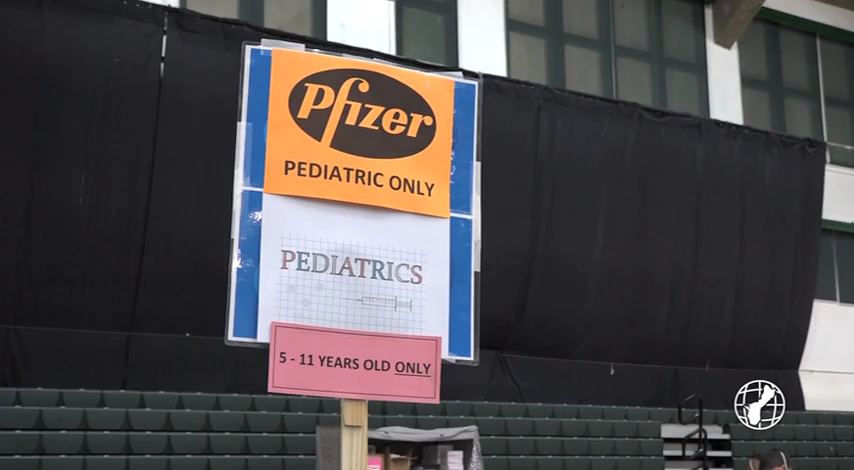 Pfizer
PEDIATRIC ONLY
PEDIATRICS
5 - 11 YEARS OLD ONLY